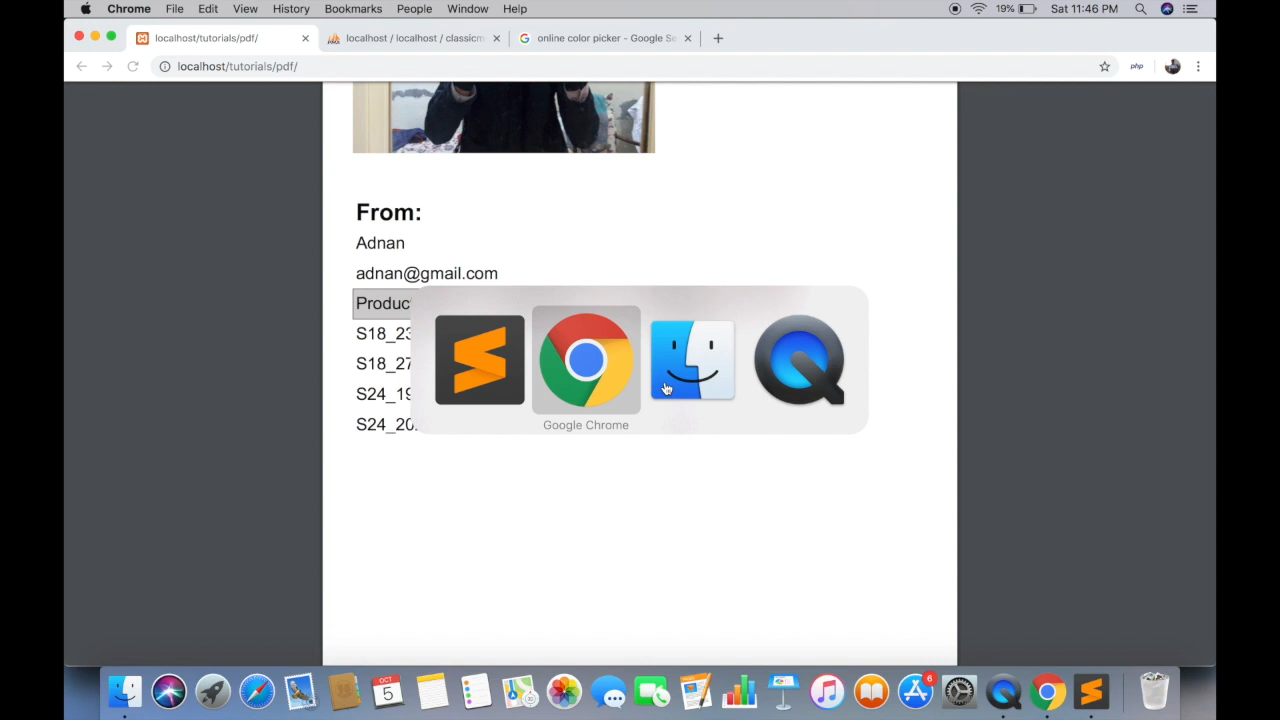 Chrome File Edit View History Bookmarks People Window Help 19% Sat 11:46 PM
localhost/tutorials/pdf/ localhost / localhost / classicm online color picker - Google Se
localhost/tutorials/pdf/ php
From:
Adnan
adnan@gmail.com
Produc
S18_23
S18_27
S24_19
S24_20
Google Chrome
OCT
5
6